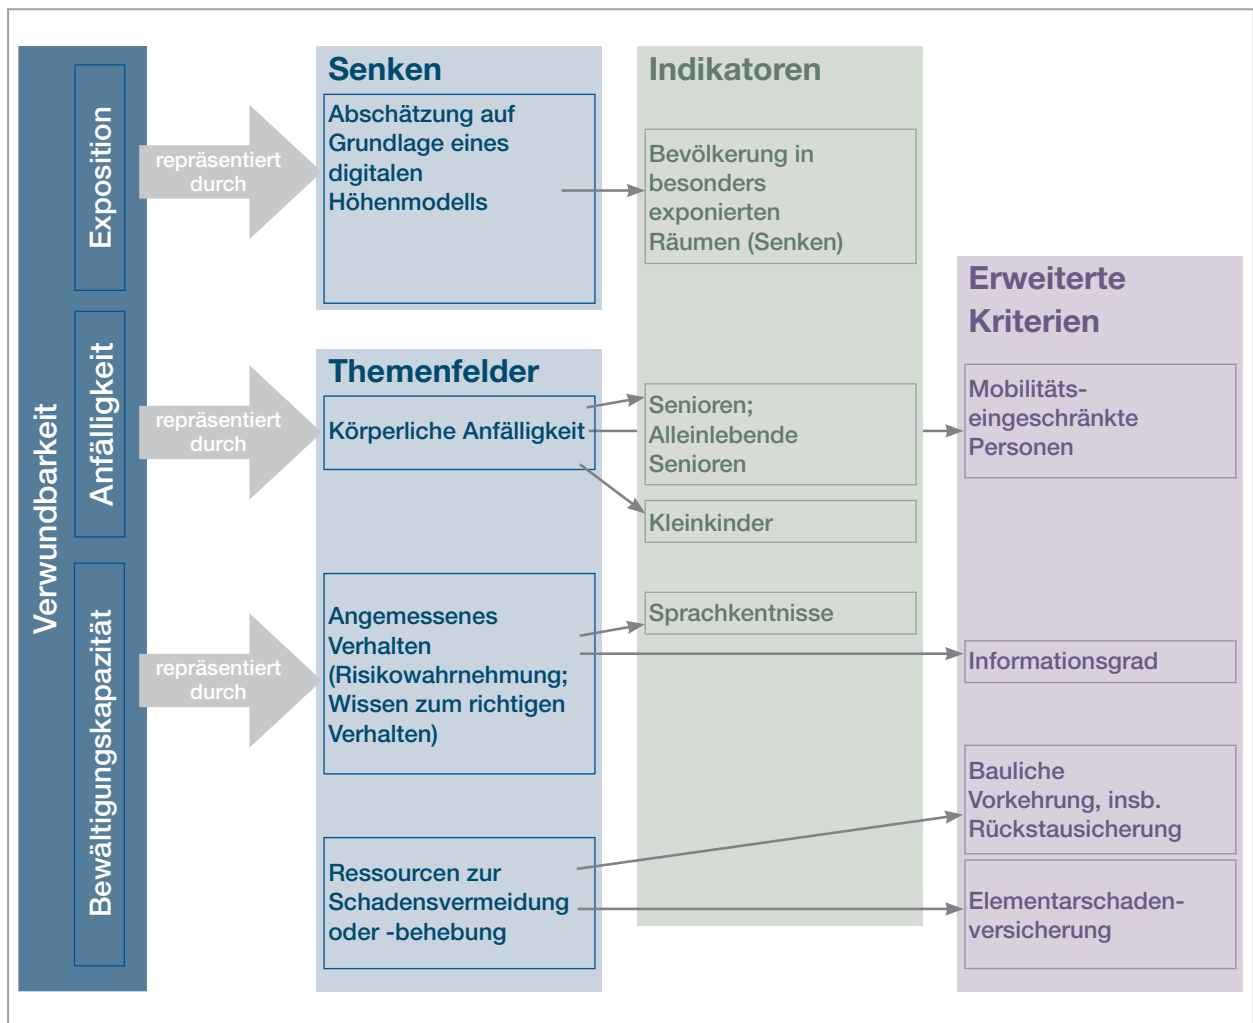 Verwundbarkeit
Exposition
Anfälligkeit
Bewältigungskapazität
repräsentiert
durch
repräsentiert
durch
repräsentiert
durch
Senken
Abschätzung auf
Grundlage eines
digitalen
Höhenmodells
Themenfelder
Körperliche Anfälligkeit
Angemessenes
Verhalten
(Risikowahrnehmung;
Wissen zum richtigen
Verhalten)
Ressourcen zur
Schadensvermeidung
oder -behebung
Indikatoren
Bevölkerung in
besonders
exponierten
Räumen (Senken)
Senioren;
Alleinlebende
Senioren
Kleinkinder
Sprachkentnisse
Erweiterte
Kriterien
Mobilitäts-
eingeschränkte
Personen
Informationsgrad
Bauliche
Vorkehrung, insb.
Rückstausicherung
Elementarschaden-
versicherung